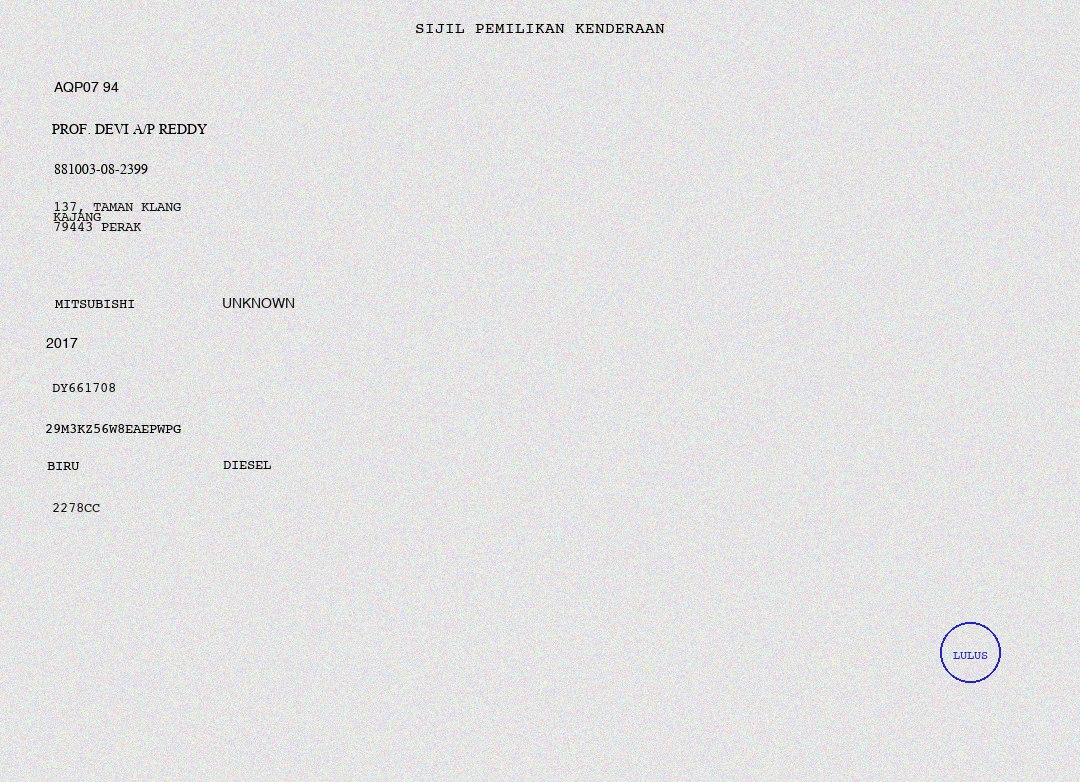 SIJIL PEMILIKAN KENDERAAN
AQP07 94
PROF. DEVI A/P REDDY
881003-08-2399
137, TAMAN KLANG
KAJANG
79443 PERAK
MITSUBISHI UNKNOWN
2017
DY661708
29M3KZ56W8EAEPWPG
BIRU DIESEL
2278CC
LULUS